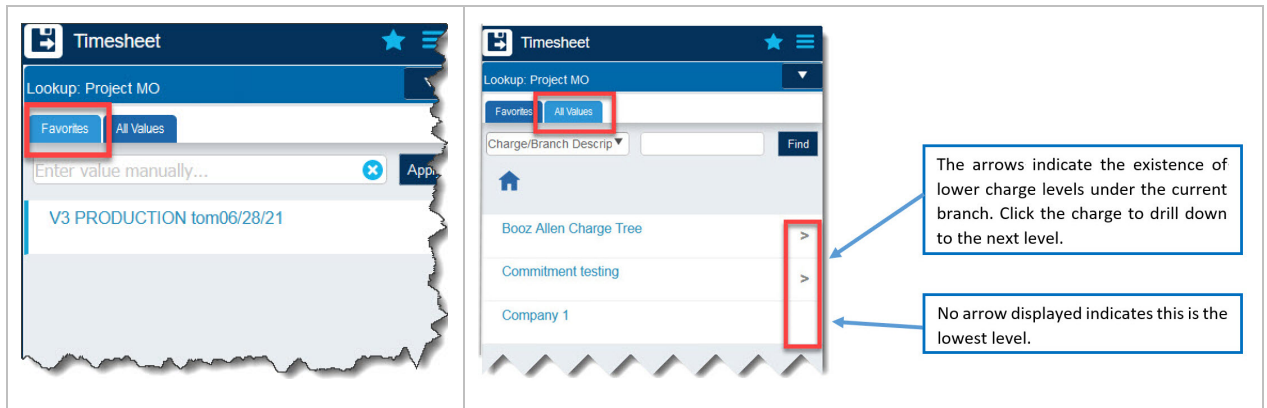 Timesheet
Lookup: Project MO
Favorites
All Values
Enter value manually...
V3 PRODUCTION tom06/28/21
Timesheet
Lookup: Project MO
Favorites
All Values
Charge/Branch Descrip
Find
Booz Allen Charge Tree
>
Commitment testing
>
Company 1
The arrows indicate the existence of
lower charge levels under the current
branch. Click the charge to drill down
to the next level.
No arrow displayed indicates this is the
lowest level.